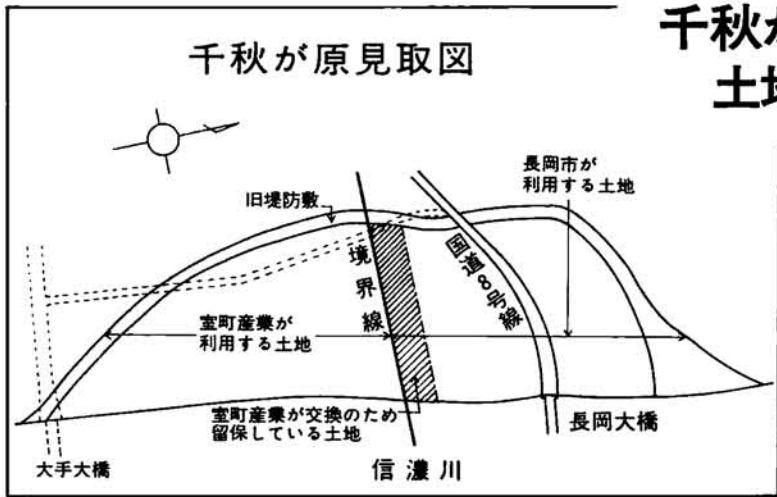 千秋が原見取図
千秋が
土地
長岡市が
利用する土地
旧堤防敷
境界線
国道8号線
室町産業が
利用する土地
室町産業が交換のため
留保している土地
長岡大橋
大手大橋
信濃川